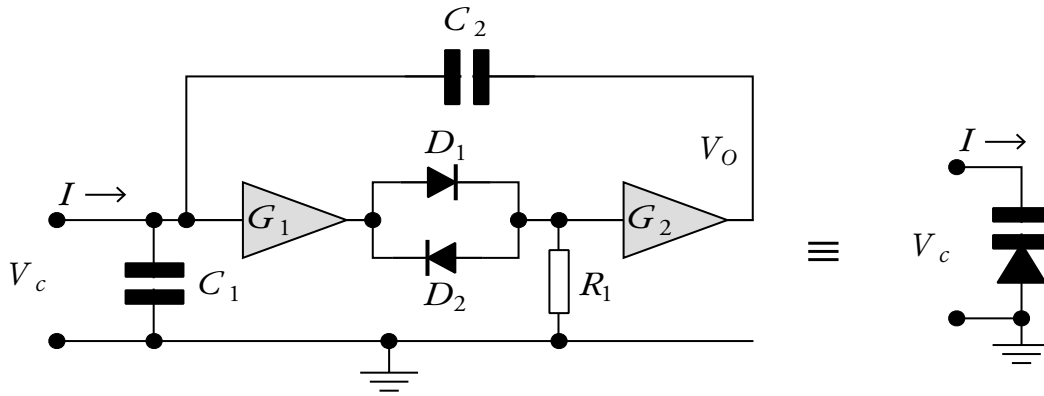 C2
D1
VO
I →
I →
G1
G2
≡
Vc
C1
D2
R1
Vc